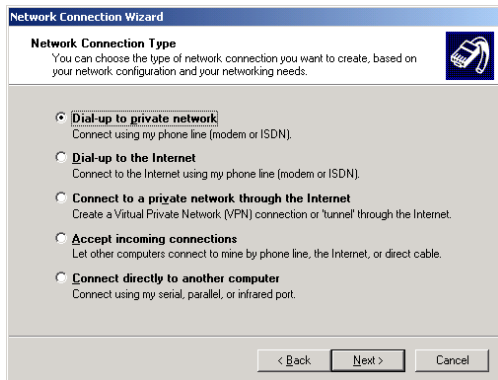 Network Connection Wizard
Network Connection Type
You can choose the type of network connection you want to create, based on
your network configuration and your networking needs.
Dial-up to private network
Connect using my phone line (modem or ISDN).
Dial-up to the Internet
Connect to the Internet using my phone line (modem or ISDN).
Connect to a private network through the Internet
Create a Virtual Private Network (VPN) connection or 'tunnel' through the Internet.
Accept incoming connections
Let other computers connect to mine by phone line, the Internet, or direct cable.
Connect directly to another computer
Connect using my serial, parallel, or infrared port.
< Back Next > Cancel